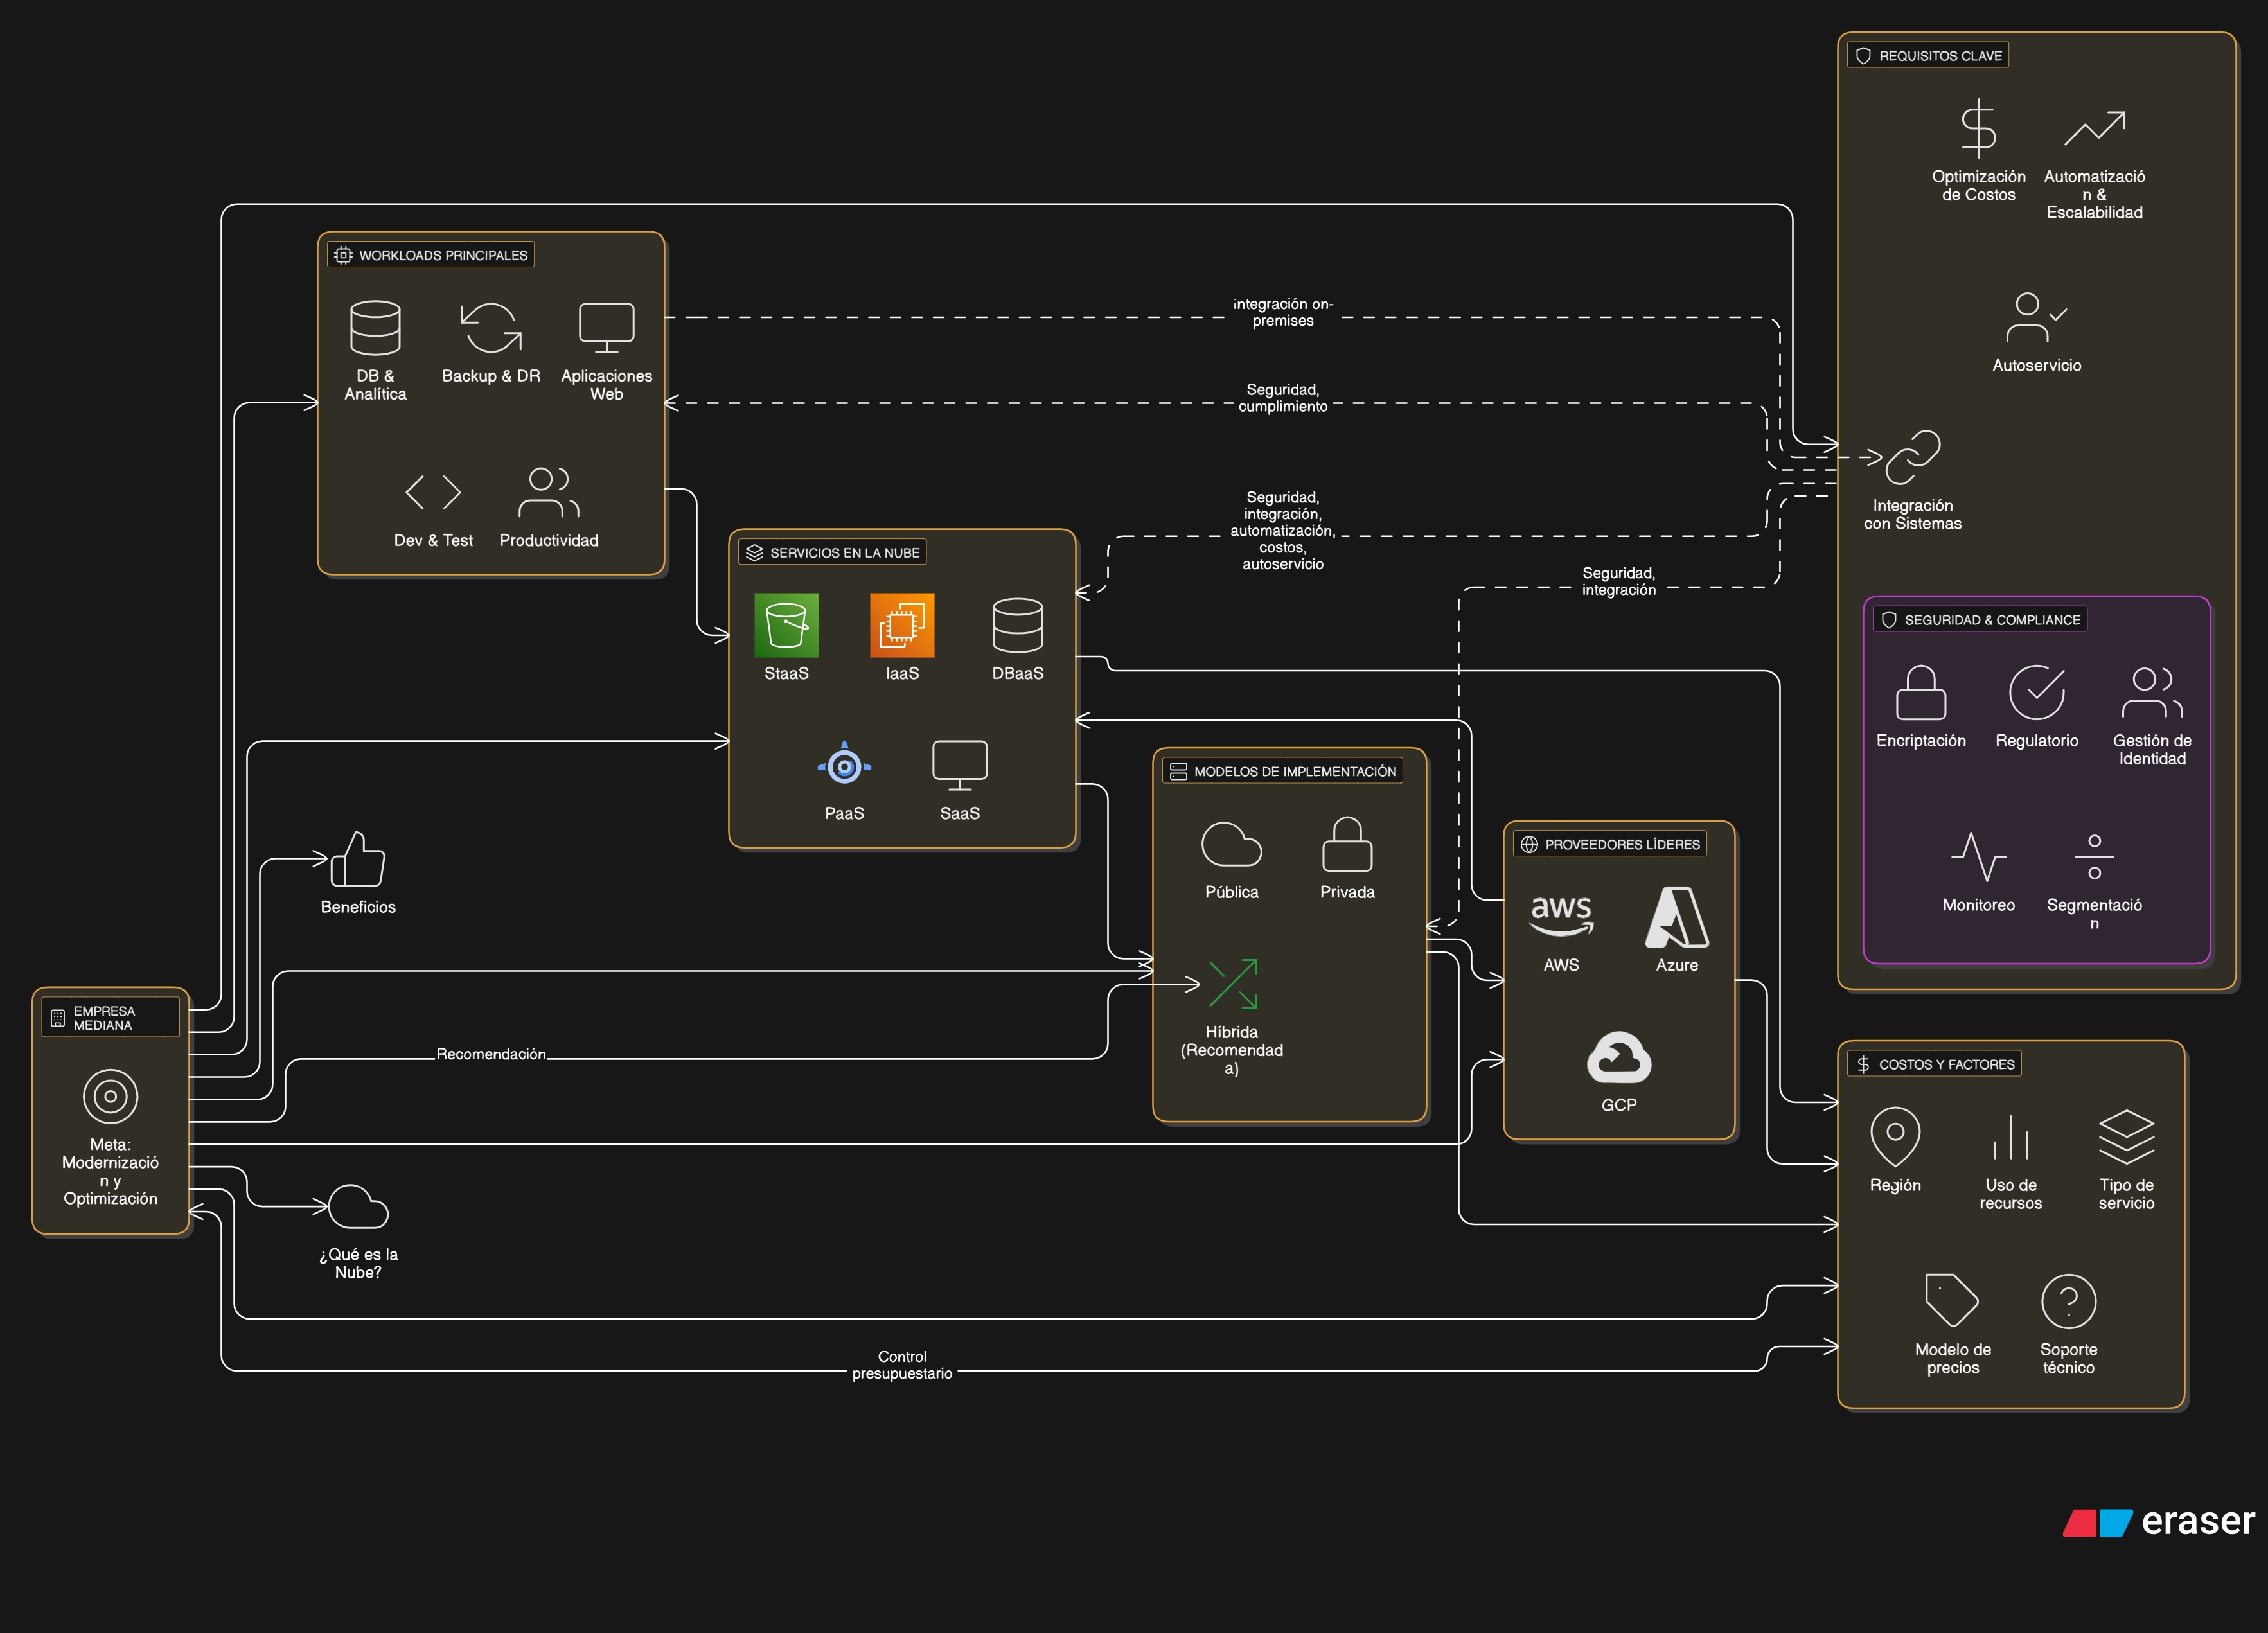 REQUISITOS CLAVE
Optimización
de Costos
Automatizació
n &
Escalabilidad
Autoservicio
Integración
con Sistemas
SEGURIDAD & COMPLIANCE
Encriptación
Regulatorio
Gestión de
Identidad
Monitoreo
Segmentació
n
WORKLOADS PRINCIPALES
DB &
Analítica
Backup & DR
Aplicaciones
Web
Dev & Test
Productividad
integración on-
premises
Seguridad,
cumplimiento
Seguridad,
integración,
automatización,
costos,
autoservicio
Seguridad,
integración
SERVICIOS EN LA NUBE
StaaS
IaaS
DBaaS
PaaS
SaaS
MODELOS DE IMPLEMENTACIÓN
Pública
Privada
Híbrida
(Recomendad
a)
PROVEEDORES LÍDERES
aws
AWS
Azure
GCP
Beneficios
EMPRESA
MEDIANA
Meta:
Modernizació
n y
Optimización
Recomendación
¿Qué es la
Nube?
Control
presupuestario
COSTOS Y FACTORES
Región
Uso de
recursos
Tipo de
servicio
Modelo de
precios
Soporte
técnico
eraser